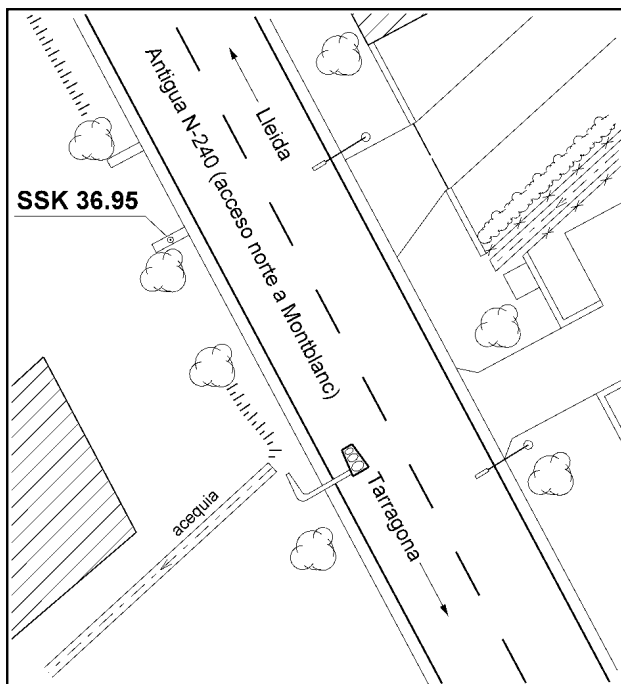 Antigua N-240 (acceso norte a Montblanc)
Lleida
SSK 36.95
Tarragona
acequia